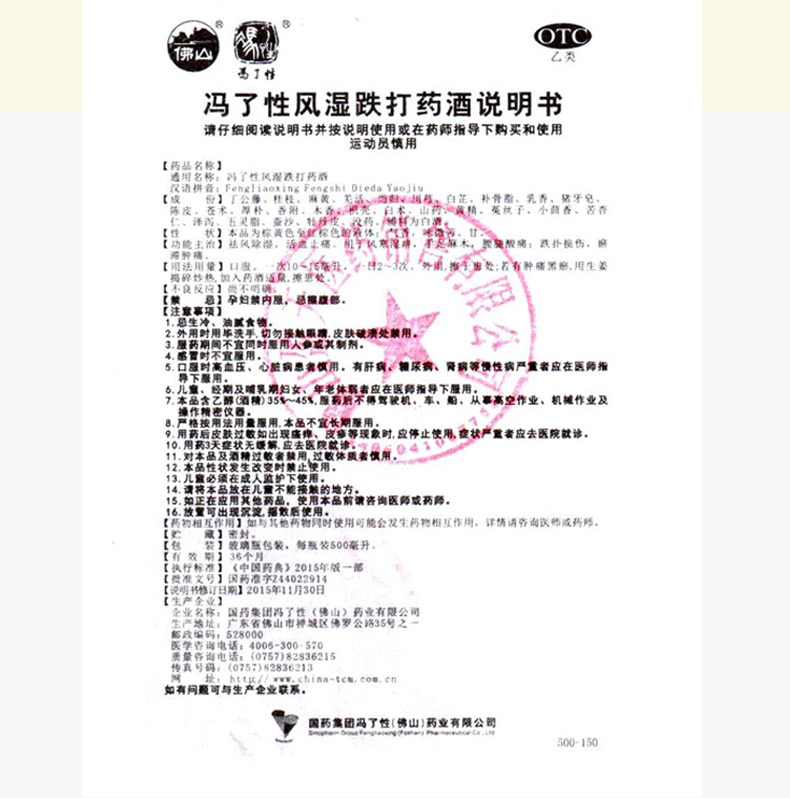 佛山
®
冯了性
®
OTC
乙类
冯了性风湿跌打药酒说明书
请仔细阅读说明书并按说明使用或在药师指导下购买和使用
运动员慎用
【药品名称】
通用名称：冯了性风湿跌打药酒
汉语拼音：Fengliaoxing Fengshi Dieda Yaojiu
【成 份】丁公藤、桂枝、麻黄、羌活、当归、川芎、白芷、补骨脂、乳香、猪牙皂、
陈皮、苍术、厚朴、香附、木香、枳壳、白术、山药、黄精、菟丝子、小茴香、苦杏
仁、泽泻、五灵脂、蚕沙、牡丹皮、没药。辅料为白酒。
【性 状】本品为棕黄色至红棕色的液体；气香，味微苦、甘。
【功能主治】祛风除湿，活血止痛。用于风寒湿痹，手足麻木，腰腿酸痛；跌扑损伤，瘀
滞肿痛。
【用法用量】口服。一次10～15毫升，一日2～3次。外用，擦于患处；若有肿痛黑瘀，用生姜
捣碎炒热，加入药酒适量，擦患处。
【不良反应】尚不明确。
【禁 忌】孕妇禁内服，忌擦腹部。
【注意事项】
1.忌生冷、油腻食物。
2.外用时用毕洗手，切勿接触眼睛，皮肤破溃处禁用。
3.服药期间不宜同时服用人参或其制剂。
4.感冒时不宜服用。
5.口服时高血压、心脏病患者慎用。有肝病、糖尿病、肾病等慢性病严重者应在医师指
导下服用。
6.儿童、经期及哺乳期妇女、年老体弱者应在医师指导下服用。
7.本品含乙醇(酒精)35%～45%，服药后不得驾驶机、车、船、从事高空作业、机械作业及
操作精密仪器。
8.严格按用法用量服用，本品不宜长期服用。
9.用药后皮肤过敏如出现瘙痒、皮疹等现象时，应停止使用，症状严重者应去医院就诊。
10.用药3天症状无缓解，应去医院就诊。
11.对本品及酒精过敏者禁用，过敏体质者慎用。
12.本品性状发生改变时禁止使用。
13.儿童必须在成人监护下使用。
14.请将本品放在儿童不能接触的地方。
15.如正在应用其他药品，使用本品前请咨询医师或药师。
16.放置可出现沉淀，摇散后使用。
【药物相互作用】如与其他药物同时使用可能会发生药物相互作用，详情请咨询医师或药师。
【贮 藏】密封。
【包 装】玻璃瓶包装，每瓶装500毫升。
【有 效 期】36个月
【执行标准】《中国药典》2015年版一部
【批准文号】国药准字Z44022914
【说明书修订日期】2015年11月30日
【生产企业】
企业名称：国药集团冯了性（佛山）药业有限公司
生产地址：广东省佛山市禅城区佛罗公路35号之一
邮政编码：528000
医学咨询电话：4006-300-570
质量咨询电话：(0757)82836215
传真号码：(0757)82836213
网 址：http://www.china-tcm.com.cn
如有问题可与生产企业联系。
国药集团冯了性(佛山)药业有限公司
Sinopharm Group Fengliaoxing (Foshan) Pharmaceutical Co., Ltd
500-150